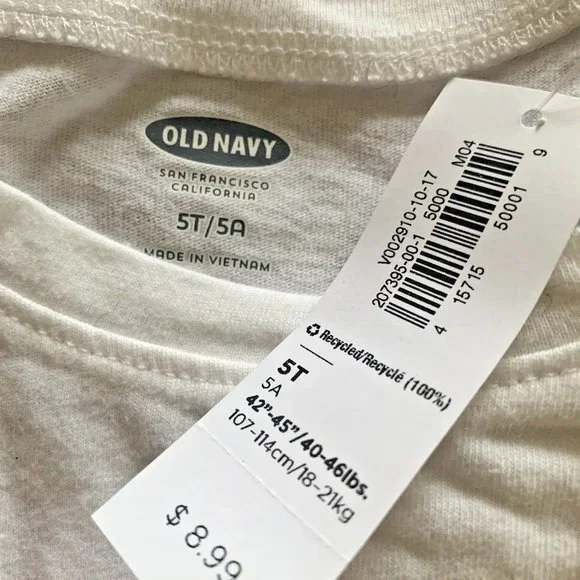 OLD NAVY
SAN FRANCISCO
CALIFORNIA
5T/5A
MADE IN VIETNAM
V002910-10-17 M04
207395-00-1 5000
4 15715 50001 9
Recycled/Recyclé (100%)
5T
5A
42"-45"/40-46lbs.
107-114cm/18-21kg
$ 8.99